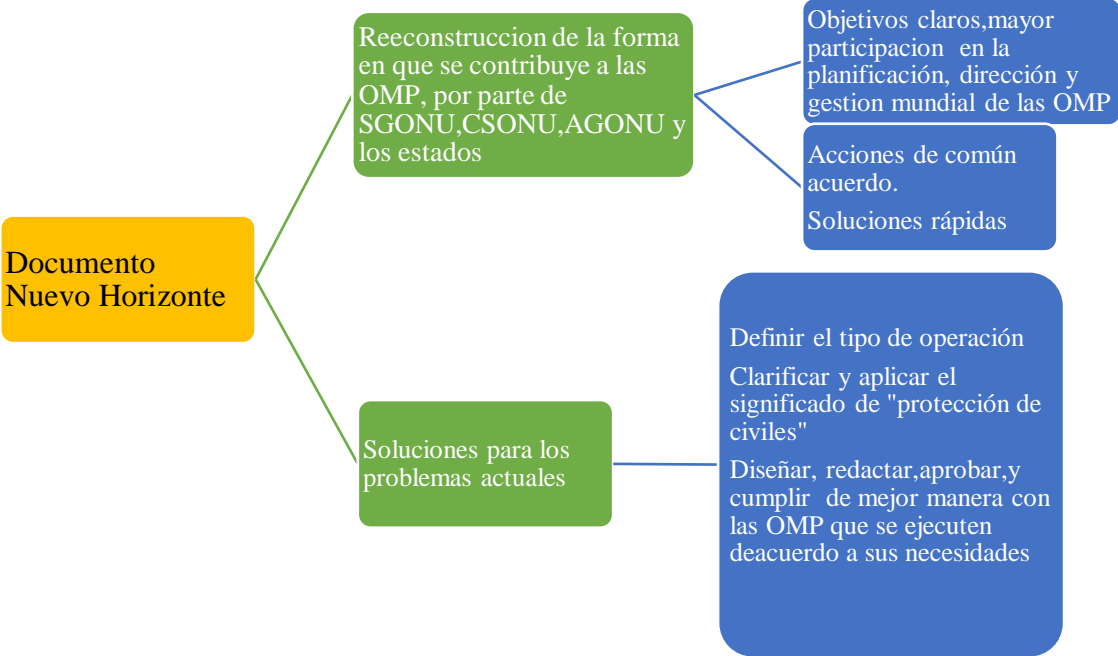 Documento
Nuevo Horizonte
Reeconstruccion de la forma
en que se contribuye a las
OMP, por parte de
SGONU,CSONU,AGONU y
los estados
Objetivos claros,mayor
participacion en la
planificación, dirección y
gestion mundial de las OMP
Acciones de común
acuerdo.
Soluciones rápidas
Soluciones para los
problemas actuales
Definir el tipo de operación
Clarificar y aplicar el
significado de "protección de
civiles"
Diseñar, redactar,aprobar,y
cumplir de mejor manera con
las OMP que se ejecuten
deacuerdo a sus necesidades